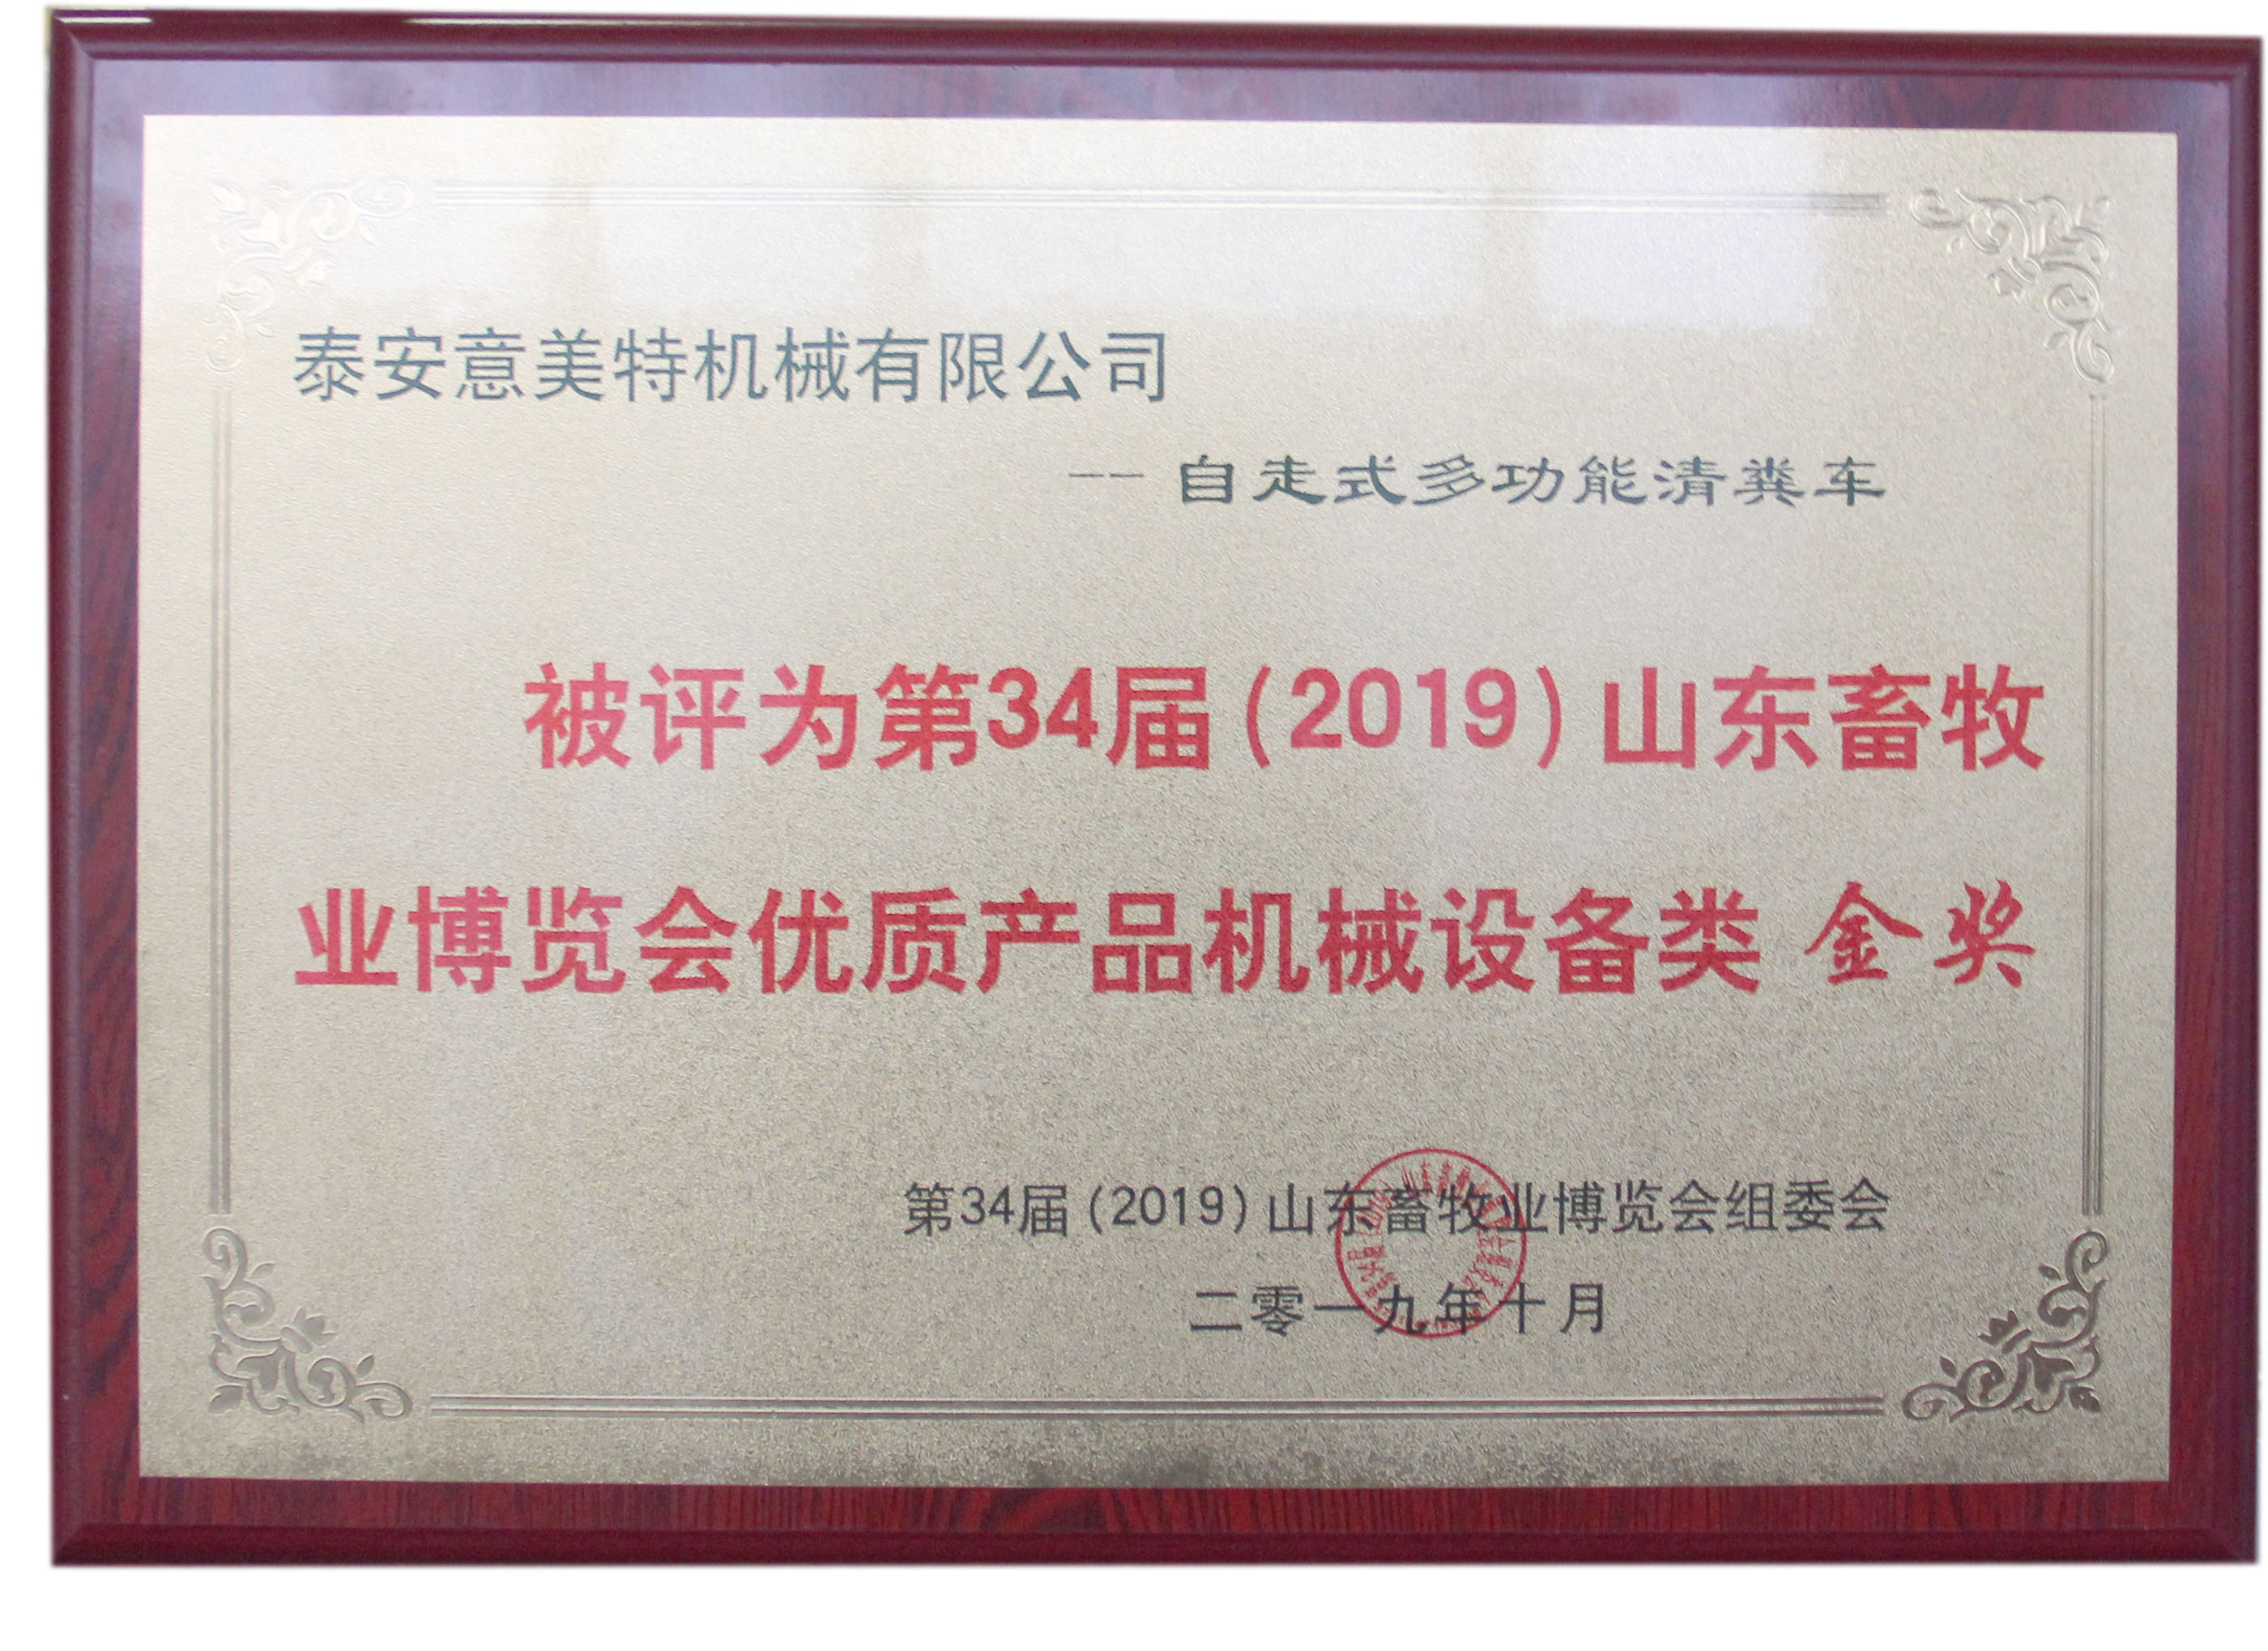 泰安意美特机械有限公司
-- 自走式多功能清粪车
被评为第34届(2019)山东畜牧
业博览会优质产品机械设备类 金奖
第34届(2019)山东畜牧业博览会组委会
二零一九年十月